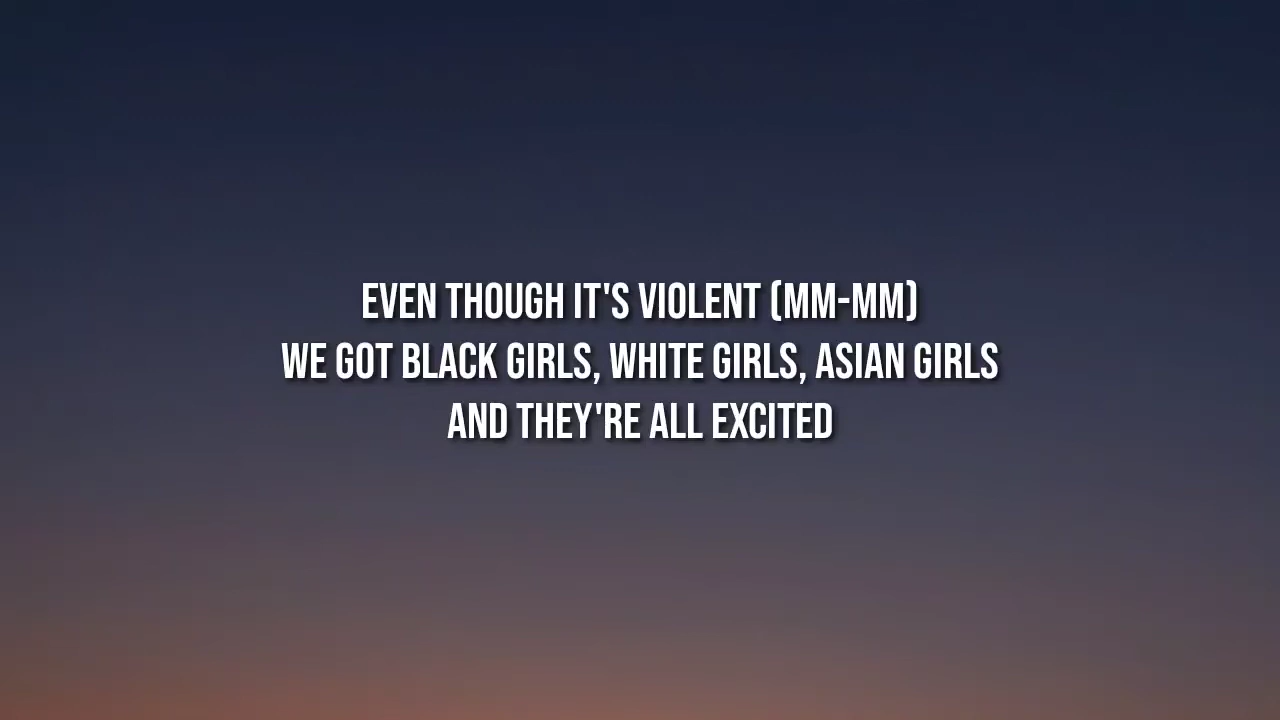 EVEN THOUGH IT'S VIOLENT (MM-MM)
WE GOT BLACK GIRLS, WHITE GIRLS, ASIAN GIRLS
AND THEY'RE ALL EXCITED